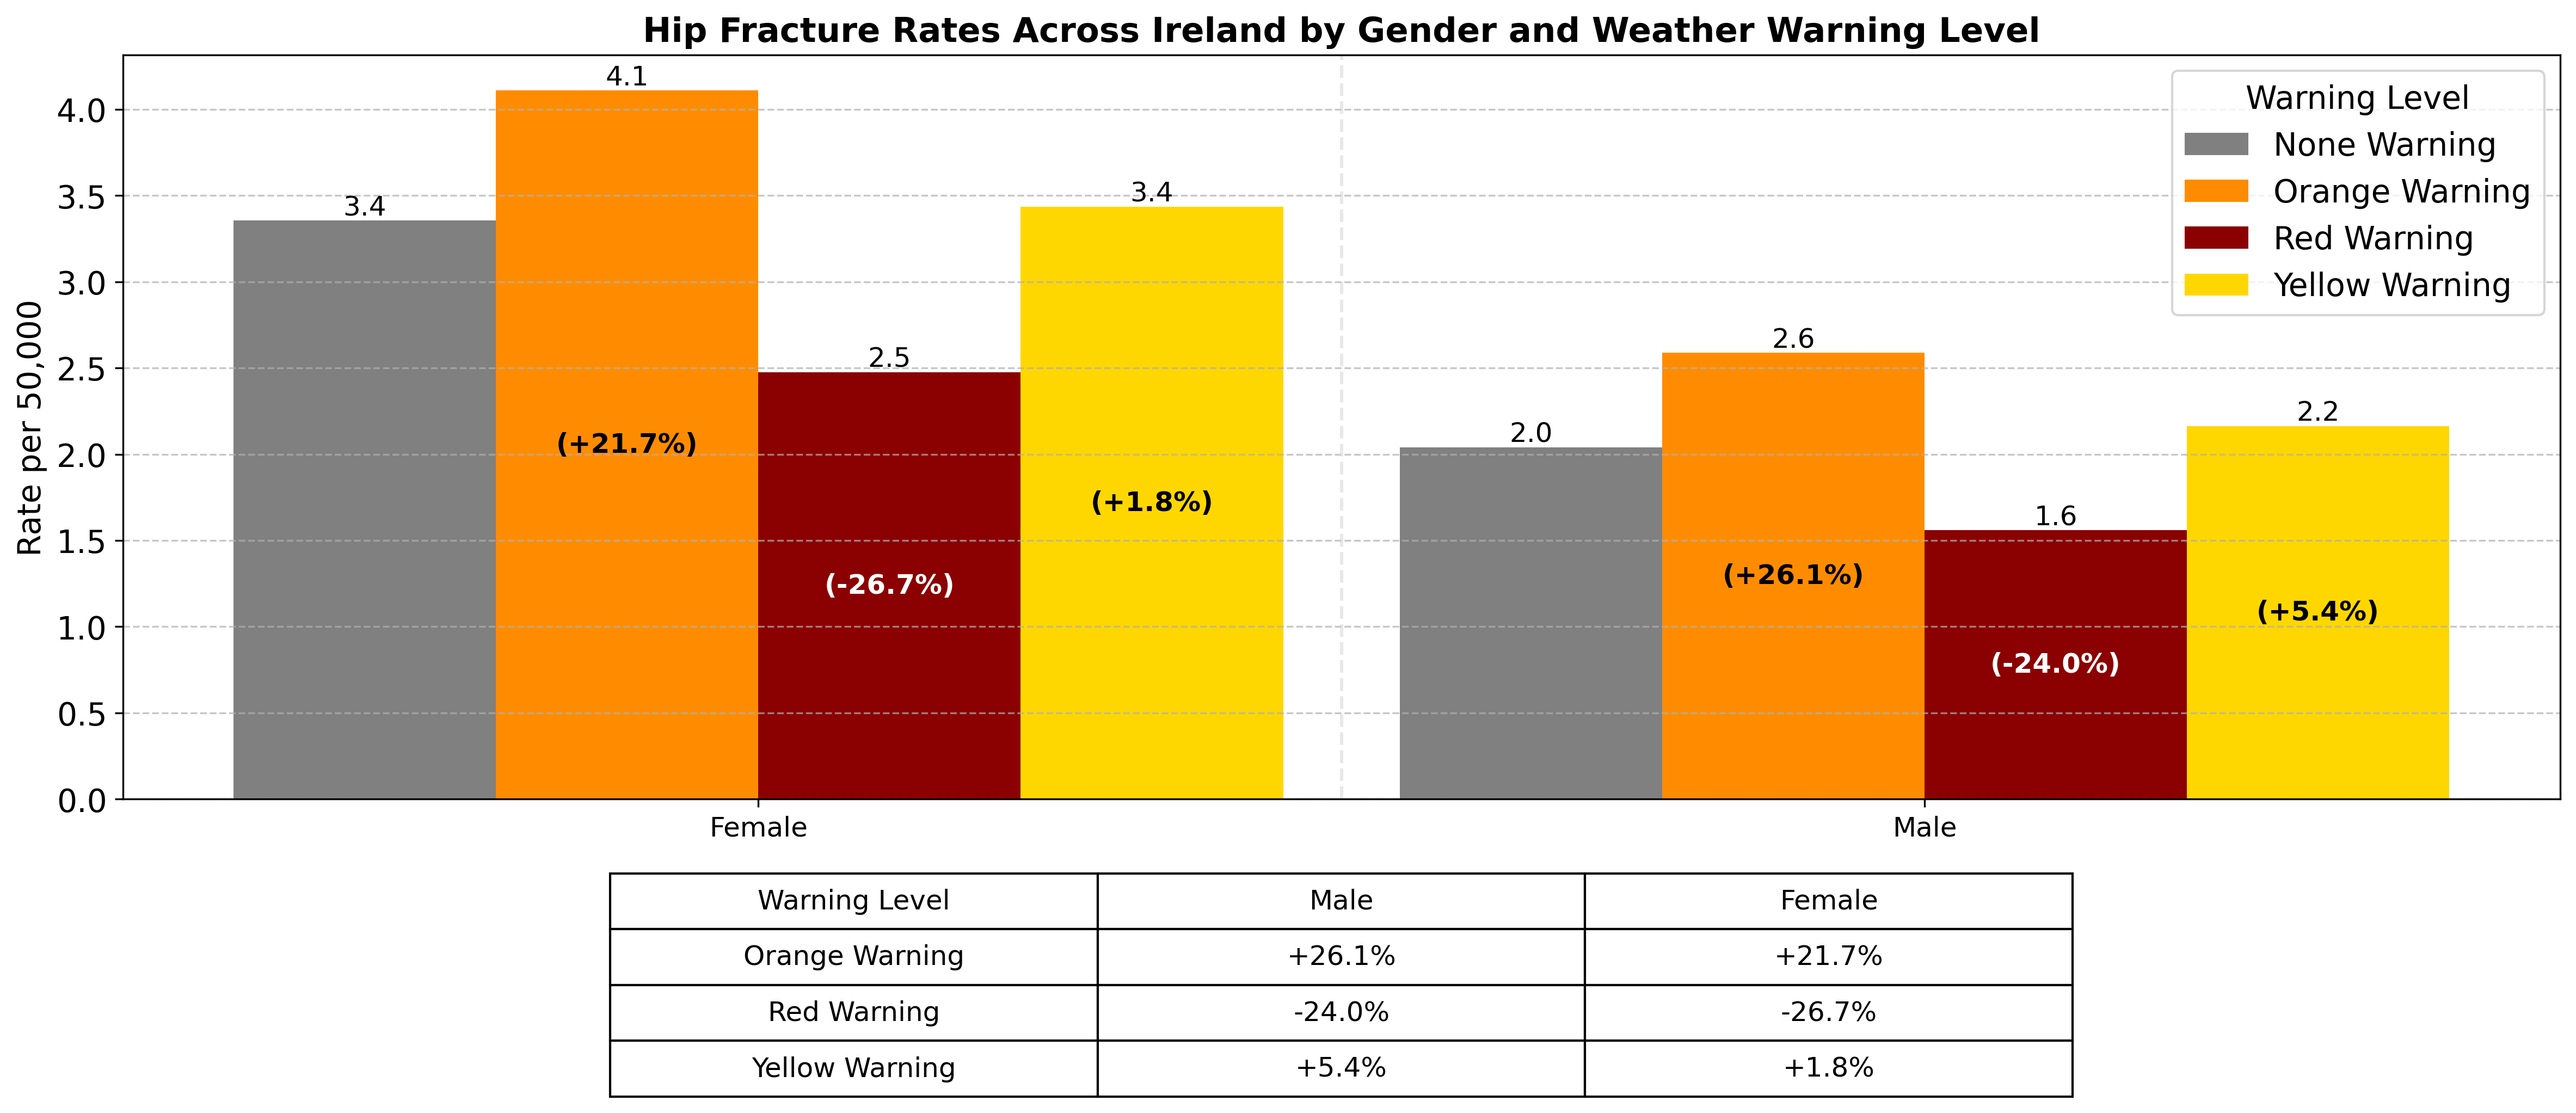 Hip Fracture Rates Across Ireland by Gender and Weather Warning Level
Rate per 50,000
4.0
3.5
3.0
2.5
2.0
1.5
1.0
0.5
0.0
3.4
4.1
(+21.7%)
2.5
(-26.7%)
3.4
(+1.8%)
2.0
2.6
(+26.1%)
1.6
(-24.0%)
2.2
(+5.4%)
Warning Level
None Warning
Orange Warning
Red Warning
Yellow Warning
Female
Male
Warning Level Male Female
Orange Warning +26.1% +21.7%
Red Warning -24.0% -26.7%
Yellow Warning +5.4% +1.8%